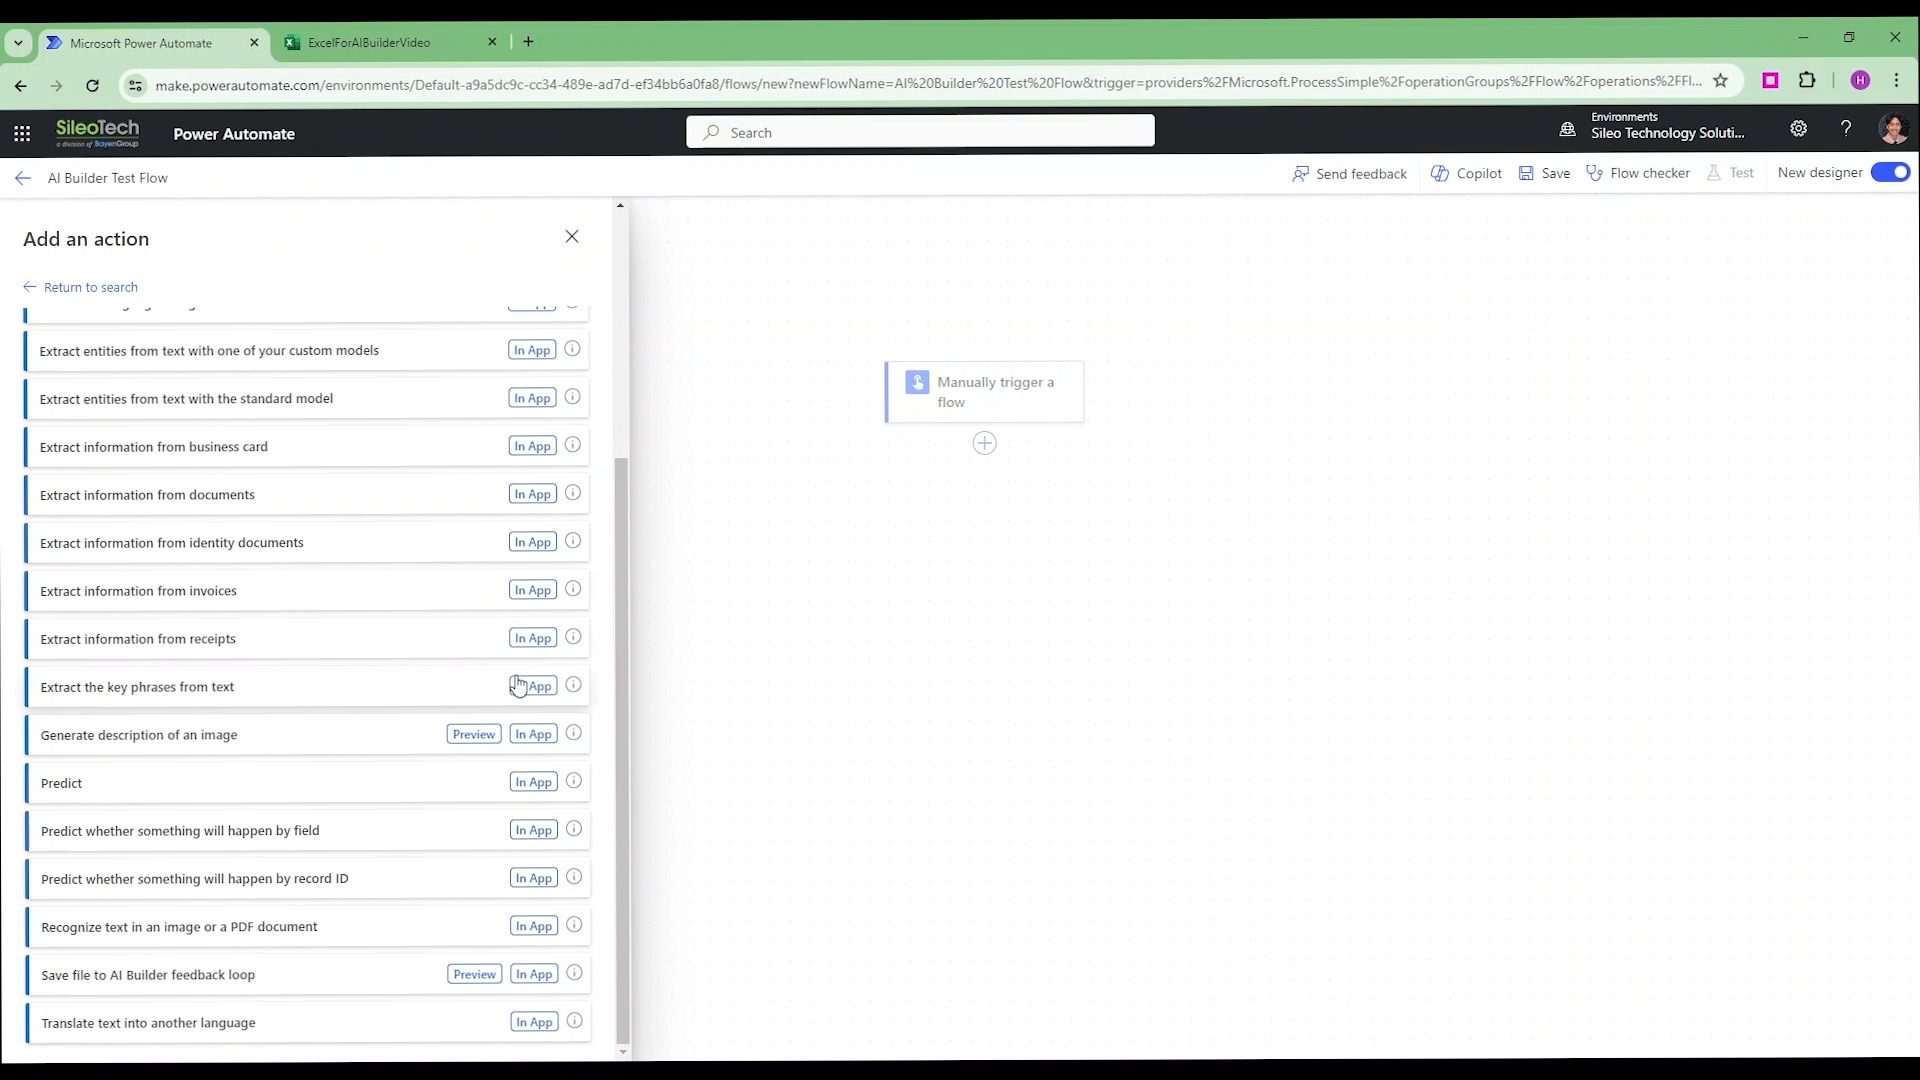 Microsoft Power Automate
ExcelForAIBuilderVideo
make.powerautomate.com/environments/Default-a9a5dc9c-cc34-489e-ad7d-ef34bb6a0fa8/flows/new?newFlowName=AI%20Builder%20Test%20Flow&trigger=providers%2FMicrosoft.ProcessSimple%2FoperationGroups%2FFlow%2Foperations%2FFl...
H
SileoTech
a division of BayenGroup
Power Automate
Search
Environments
Sileo Technology Soluti...
AI Builder Test Flow
Send feedback
Copilot
Save
Flow checker
Test
New designer
Add an action
Return to search
Extract entities from text with one of your custom models In App
Extract entities from text with the standard model In App
Extract information from business card In App
Extract information from documents In App
Extract information from identity documents In App
Extract information from invoices In App
Extract information from receipts In App
Extract the key phrases from text App
Generate description of an image Preview In App
Predict In App
Predict whether something will happen by field In App
Predict whether something will happen by record ID In App
Recognize text in an image or a PDF document In App
Save file to AI Builder feedback loop Preview In App
Translate text into another language In App
Manually trigger a
flow